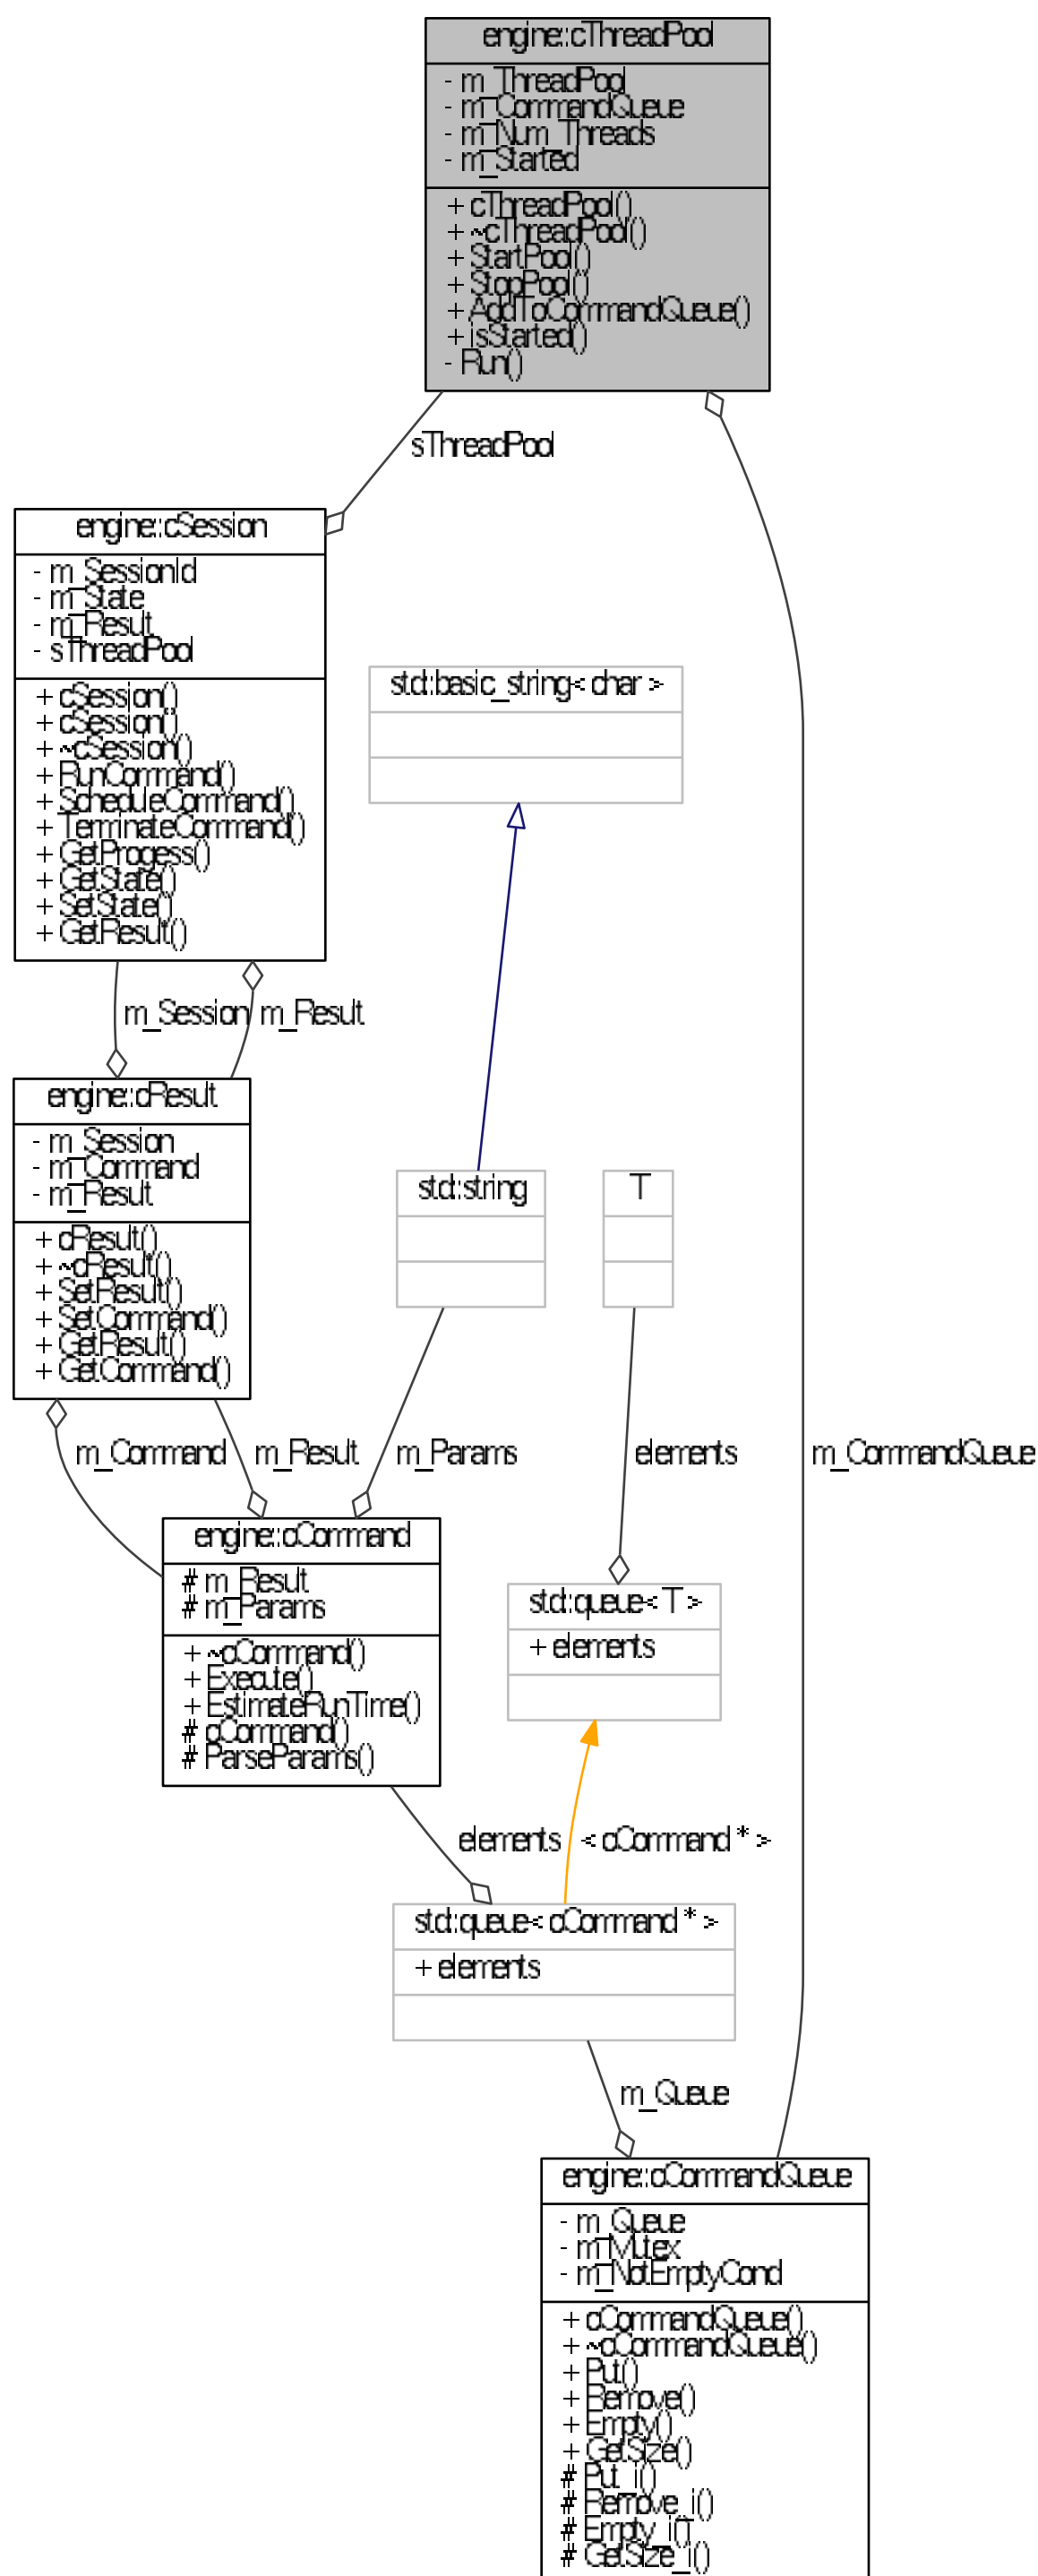 engine::cThreadPool
- m_ThreadPool
- m_CommandQueue
- m_Num_Threads
- m_Started
+ cThreadPool()
+ ~cThreadPool()
+ StartPool()
+ StopPool()
+ AddToCommandQueue()
+ isStarted()
- Run()
sThreadPool
engine::cSession
- m_SessionId
- m_State
- m_Result
- sThreadPool
+ cSession()
+ cSession()
+ ~cSession()
+ RunCommand()
+ ScheduleCommand()
+ TerminateCommand()
+ GetProgess()
+ GetState()
+ SetState()
+ GetResult()
std::basic_string< char >
m_Session
m_Result
engine::cResult
- m_Session
- m_Command
- m_Result
+ cResult()
+ ~cResult()
+ SetResult()
+ SetCommand()
+ GetResult()
+ GetCommand()
std::string
T
m_Command
m_Result
m_Params
elements
m_CommandQueue
engine::cCommand
# m_Result
# m_Params
+ ~cCommand()
+ Execute()
+ EstimateRunTime()
# cCommand()
# ParseParams()
std::queue< T >
+ elements
elements
< cCommand * >
std::queue< cCommand * >
+ elements
m_Queue
engine::cCommandQueue
- m_Queue
- m_Mutex
- m_NotEmptyCond
+ cCommandQueue()
+ ~cCommandQueue()
+ Put()
+ Remove()
+ Empty()
+ GetSize()
# Put_i()
# Remove_i()
# Empty_i()
# GetSize_i()